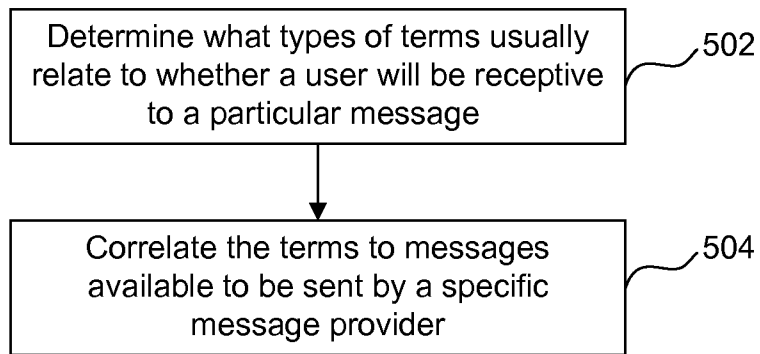 Determine what types of terms usually
relate to whether a user will be receptive
to a particular message
502
Correlate the terms to messages
available to be sent by a specific
message provider
504